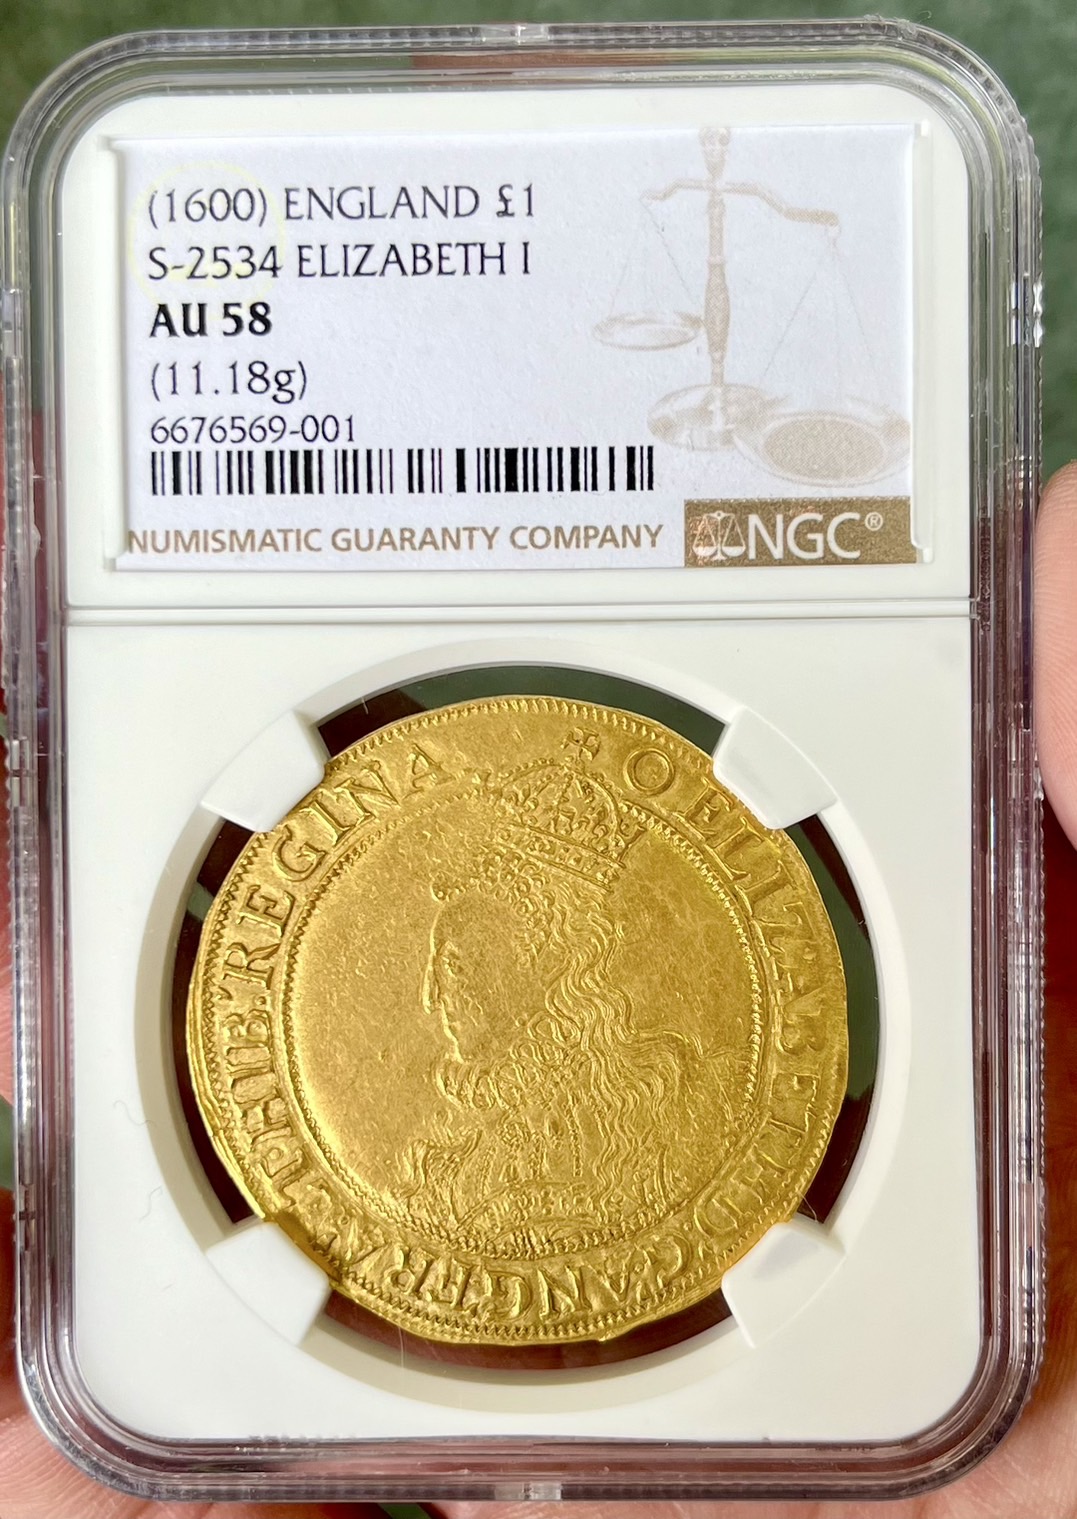 (1600) ENGLAND £1
S-2534 ELIZABETH I
AU 58
(11.18g)
6676569-001
NUMISMATIC GUARANTY COMPANY
NGC®
ELIZABETH·D·G·ANG·FRA·ET·HIB·REGINA